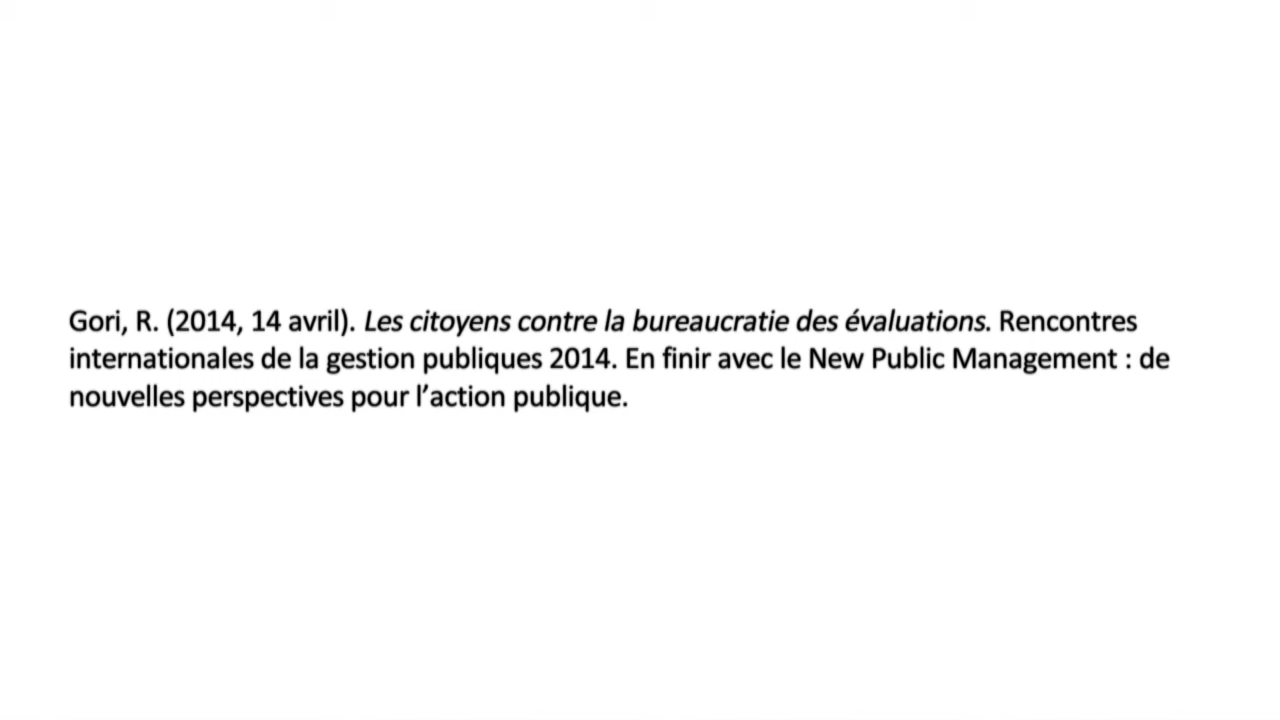 Gori, R. (2014, 14 avril). Les citoyens contre la bureaucratie des évaluations. Rencontres
internationales de la gestion publiques 2014. En finir avec le New Public Management : de
nouvelles perspectives pour l’action publique.